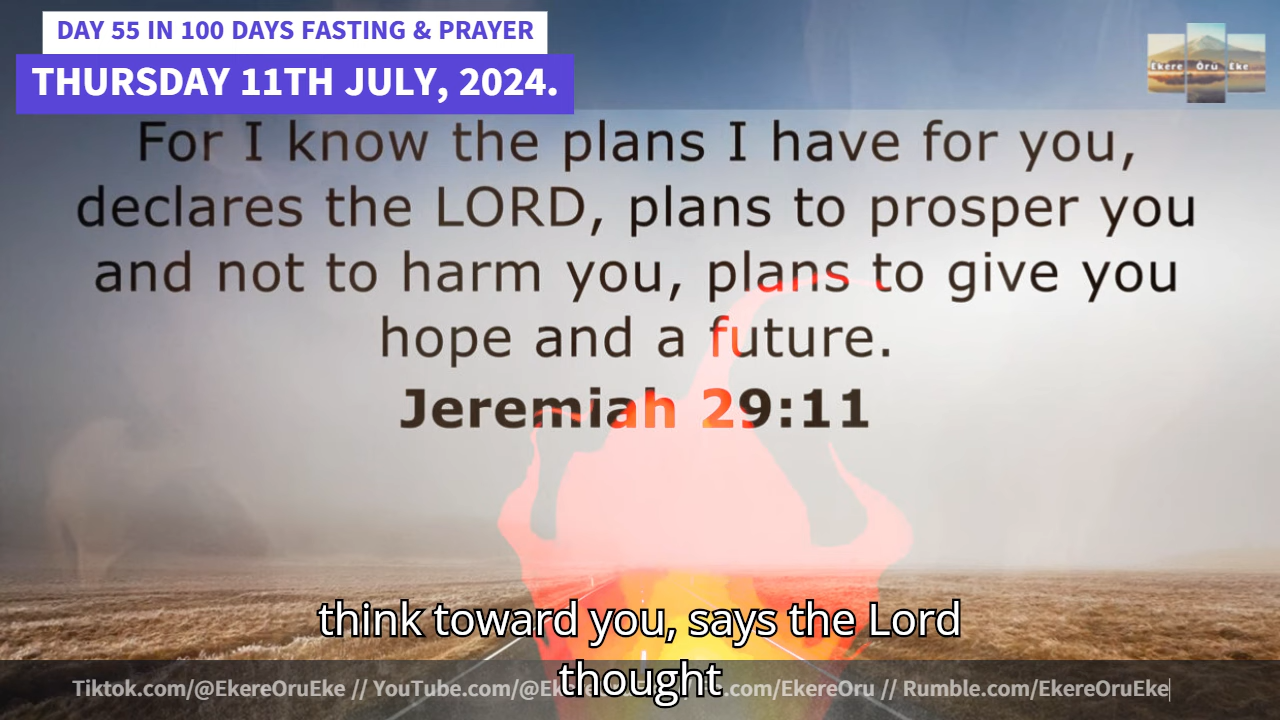 DAY 55 IN 100 DAYS FASTING & PRAYER
THURSDAY 11TH JULY, 2024.
Ekere Oru Eke
For I know the plans I have for you,
declares the LORD, plans to prosper you
and not to harm you, plans to give you
hope and a future.
Jeremiah 29:11
think toward you, says the Lord
thought
Tiktok.com/@EkereOruEke // YouTube.com/@Ek .com/EkereOru // Rumble.com/EkereOruEke